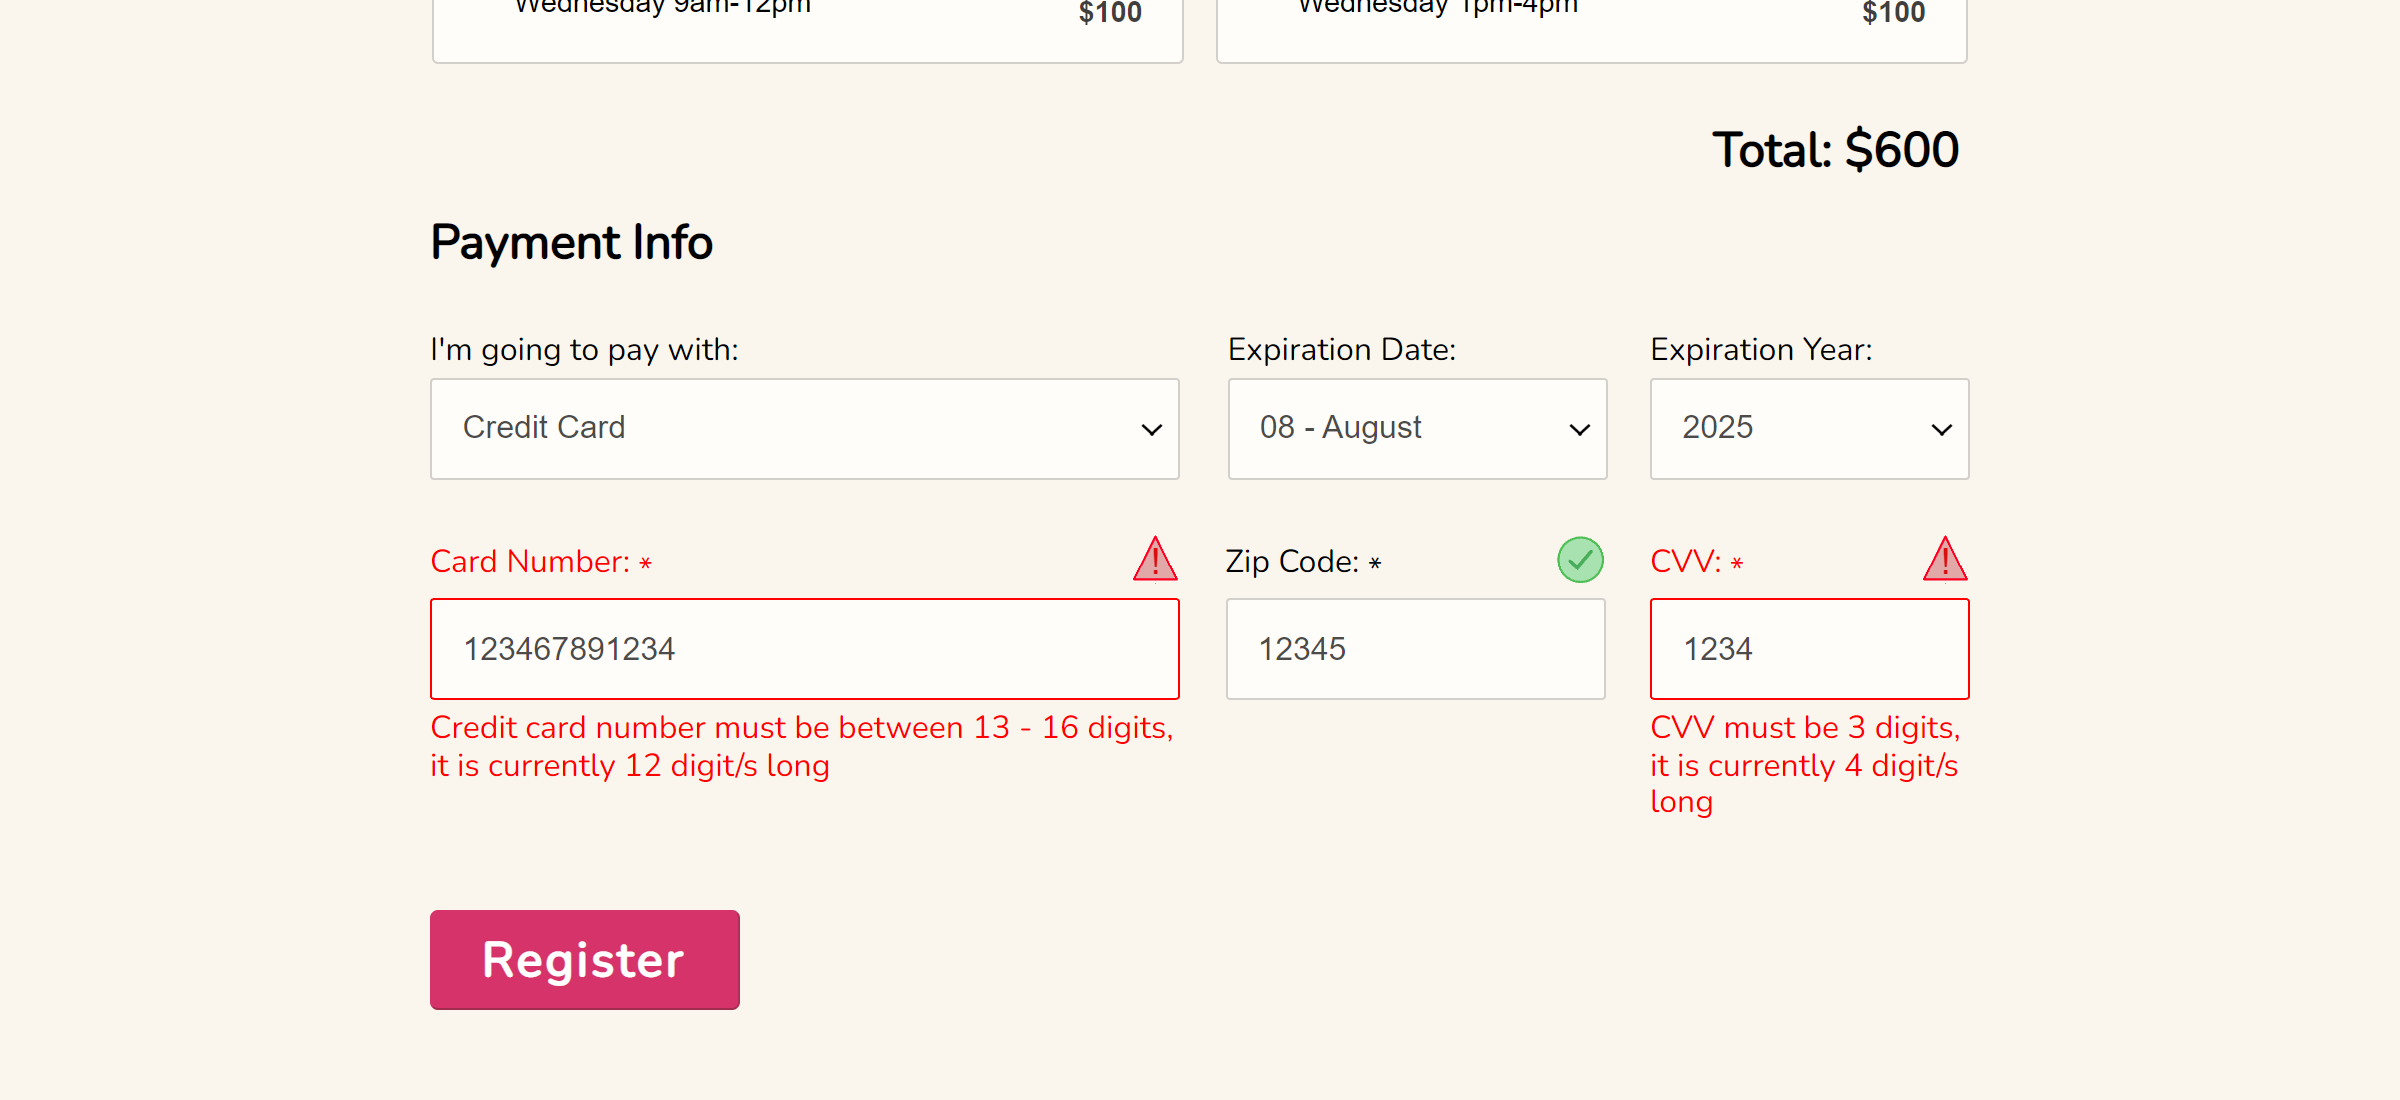 Wednesday 9am-12pm $100 Wednesday 1pm-4pm $100
Total: $600
Payment Info
I'm going to pay with: Expiration Date: Expiration Year:
Credit Card 08 - August 2025
Card Number: * Zip Code: * CVV: *
123467891234 12345 1234
Credit card number must be between 13 - 16 digits,
it is currently 12 digit/s long
CVV must be 3 digits,
it is currently 4 digit/s
long
Register